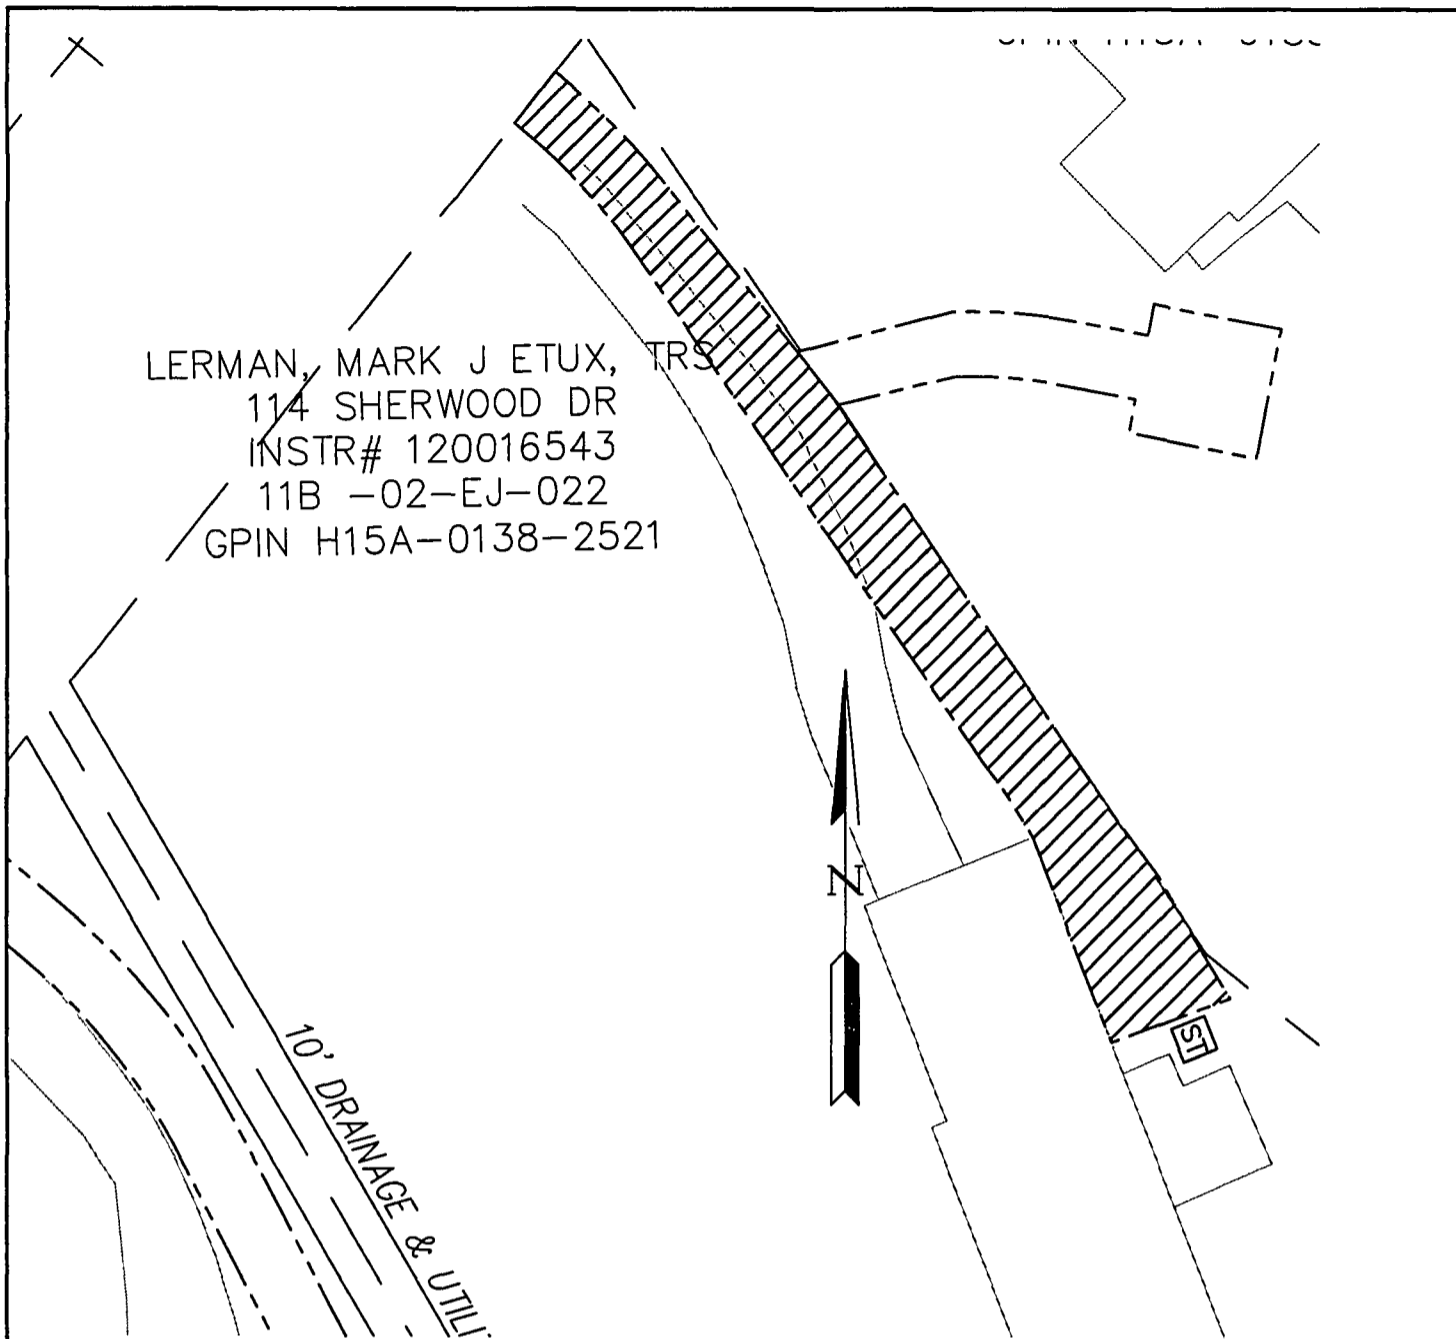 LERMAN, MARK J ETUX, TRS
114 SHERWOOD DR
INSTR# 120016543
11B -02-EJ-022
GPIN H15A-0138-2521
N
ST
10' DRAINAGE &